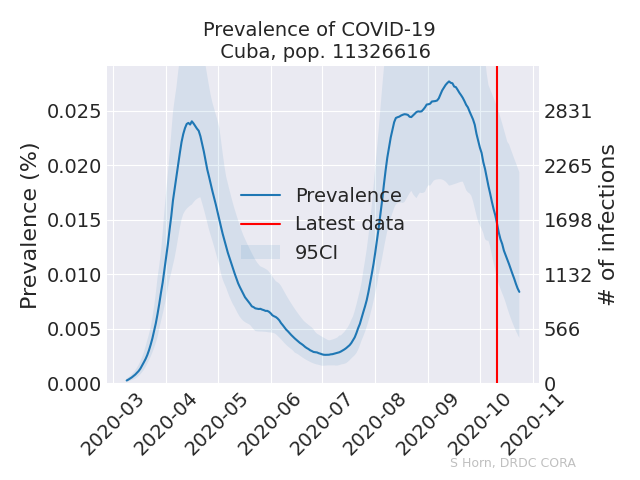 Prevalence of COVID-19
Cuba, pop. 11326616
Prevalence (%)
0.025
0.020
0.015
0.010
0.005
0.000
Prevalence
Latest data
95CI
2831
2265
1698
1132
566
0
# of infections
2020-03
2020-04
2020-05
2020-06
2020-07
2020-08
2020-09
2020-10
2020-11
S Horn, DRDC CORA